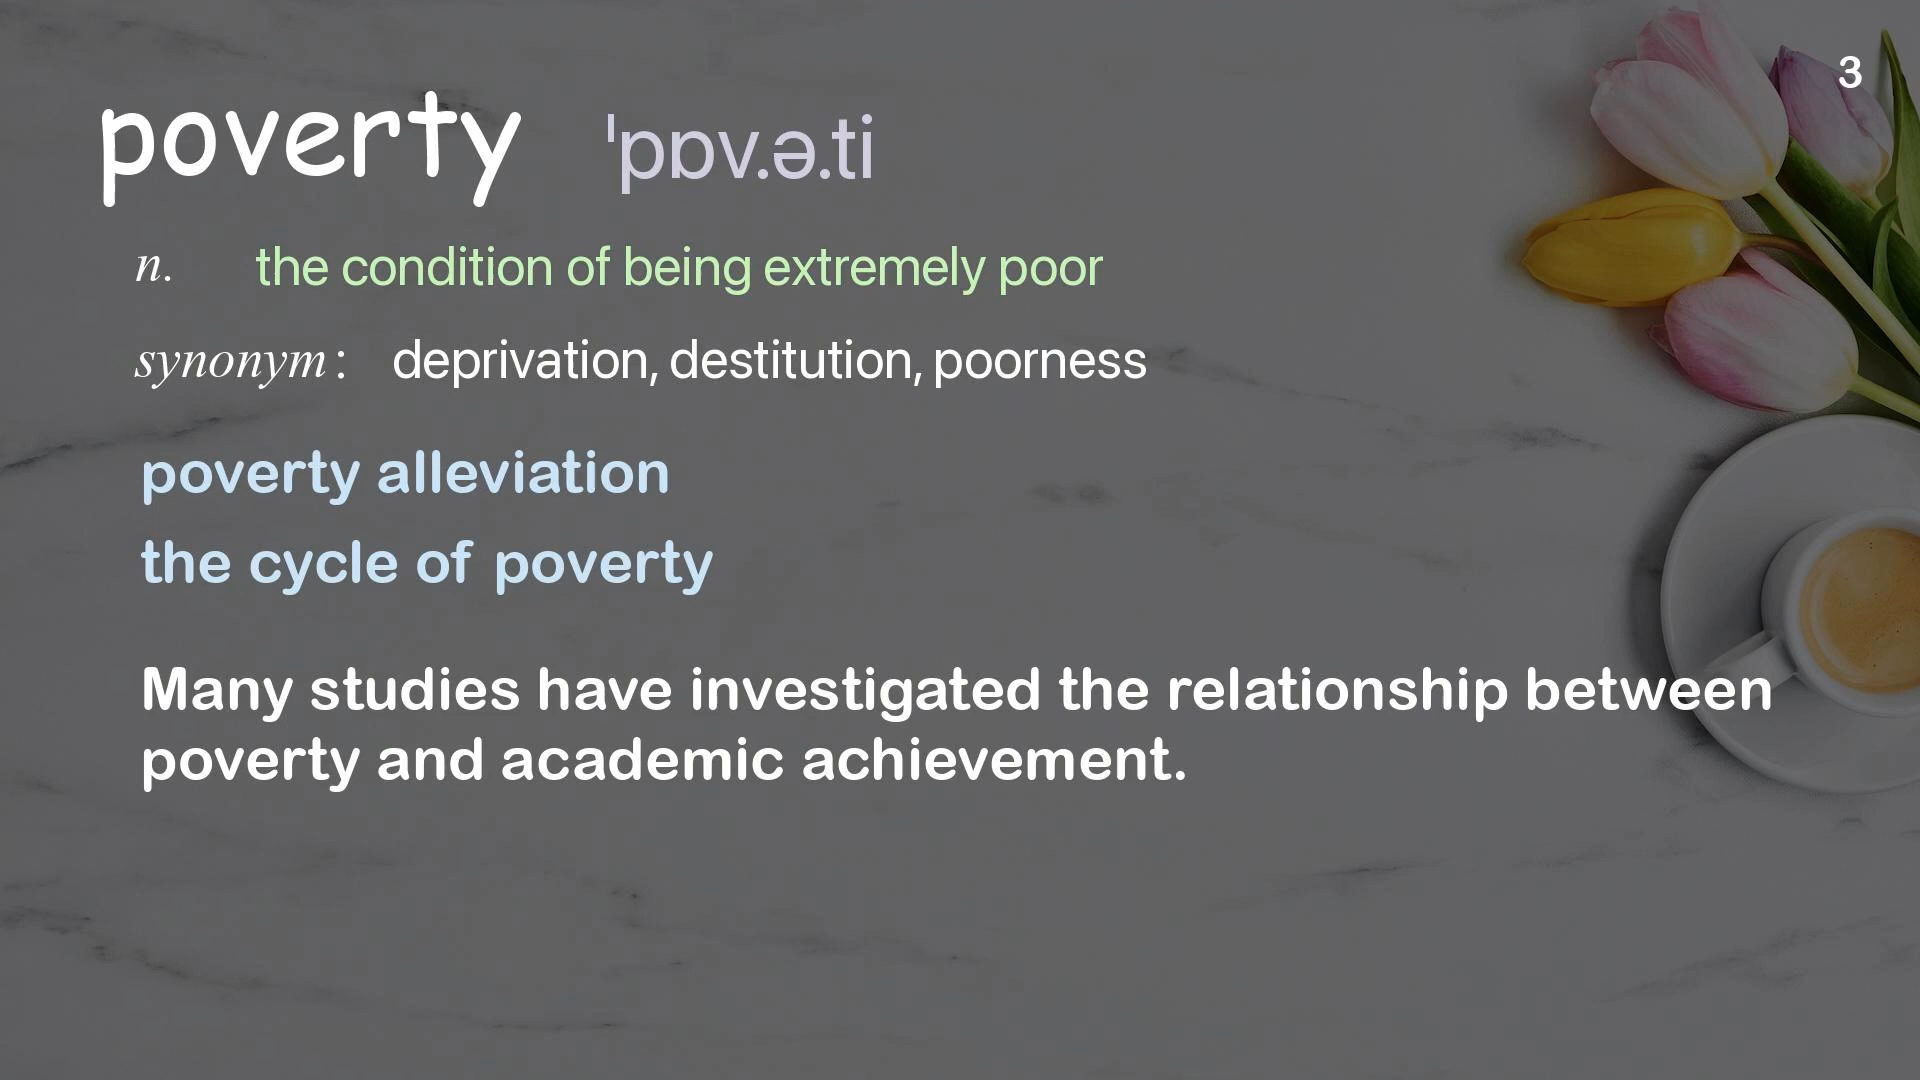 3
poverty ˈpɒv.ə.ti
n. the condition of being extremely poor
synonym: deprivation, destitution, poorness
poverty alleviation
the cycle of poverty
Many studies have investigated the relationship between
poverty and academic achievement.